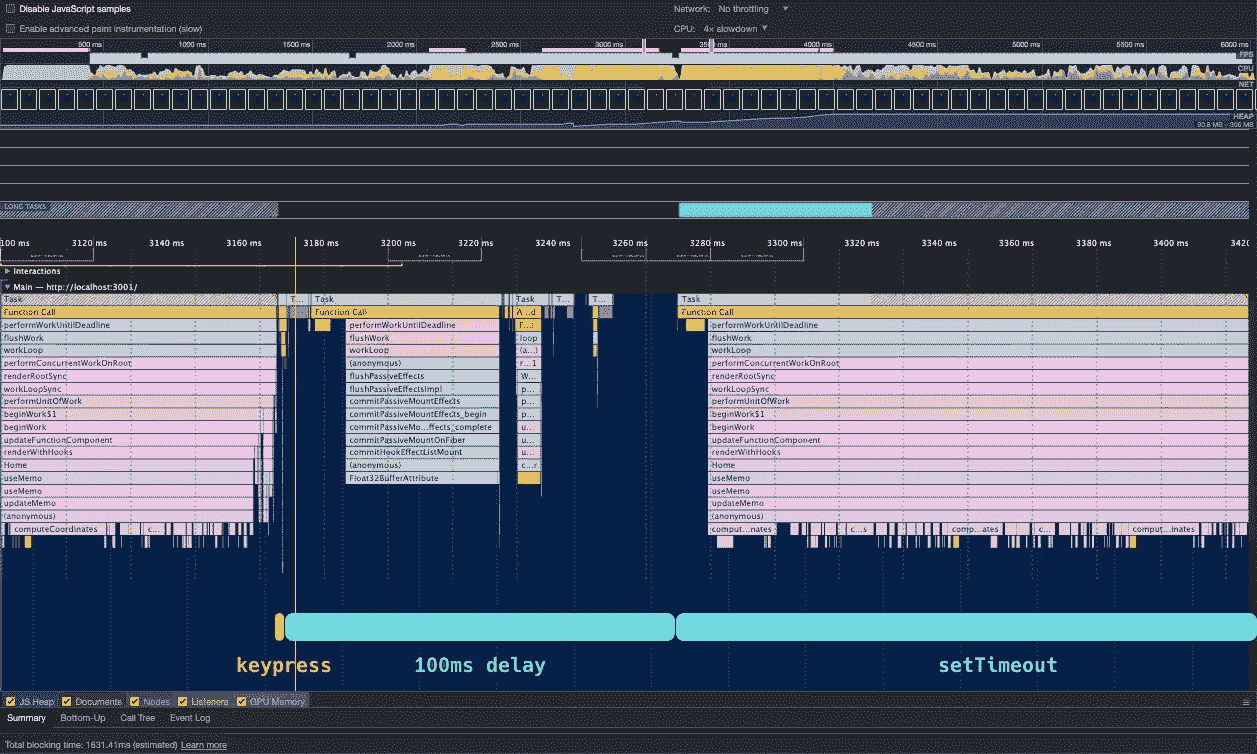 Disable JavaScript samples
Network: No throttling
Enable advanced paint instrumentation (slow)
CPU: 4x slowdown
500 ms 1000 ms 1500 ms 2000 ms 2500 ms 3000 ms 4000 ms 4500 ms 5000 ms 5500 ms 6000 ms
FPS
CPU
NET
HEAP
90.8 MB – 306 MB
LONG TASKS
100 ms 3120 ms 3140 ms 3160 ms 3180 ms 3200 ms 3220 ms 3240 ms 3260 ms 3280 ms 3300 ms 3320 ms 3340 ms 3360 ms 3380 ms 3400 ms 3420
Interactions
Main — http://localhost:3001/
Task T... Task Task T... T... Task
Function Call Function Call A...d Function Call
performWorkUntilDeadline performWorkUntilDeadline F...i performWorkUntilDeadline
flushWork flushWork loop flushWork
workLoop workLoop (a...) workLoop
performConcurrentWorkOnRoot (anonymous) r...1 performConcurrentWorkOnRoot
renderRootSync flushPassiveEffects W... renderRootSync
workLoopSync flushPassiveEffectsImpl p... workLoopSync
performUnitOfWork commitPassiveMountEffects p... performUnitOfWork
beginWork$1 commitPassiveMountEffects_begin p... beginWork$1
beginWork commitPassiveMo...ffects_complete u... beginWork
updateFunctionComponent commitPassiveMountOnFiber u... updateFunctionComponent
renderWithHooks commitHookEffectListMount u... renderWithHooks
Home (anonymous) c...r Home
useMemo Float32BufferAttribute useMemo
useMemo useMemo
updateMemo updateMemo
(anonymous) (anonymous)
computeCoordinates c... comput...nates c...s comp...ates c... comput...inates
keypress 100ms delay setTimeout
JS Heap Documents Nodes Listeners GPU Memory
Summary Bottom-Up Call Tree Event Log
Total blocking time: 1631.41ms (estimated) Learn more